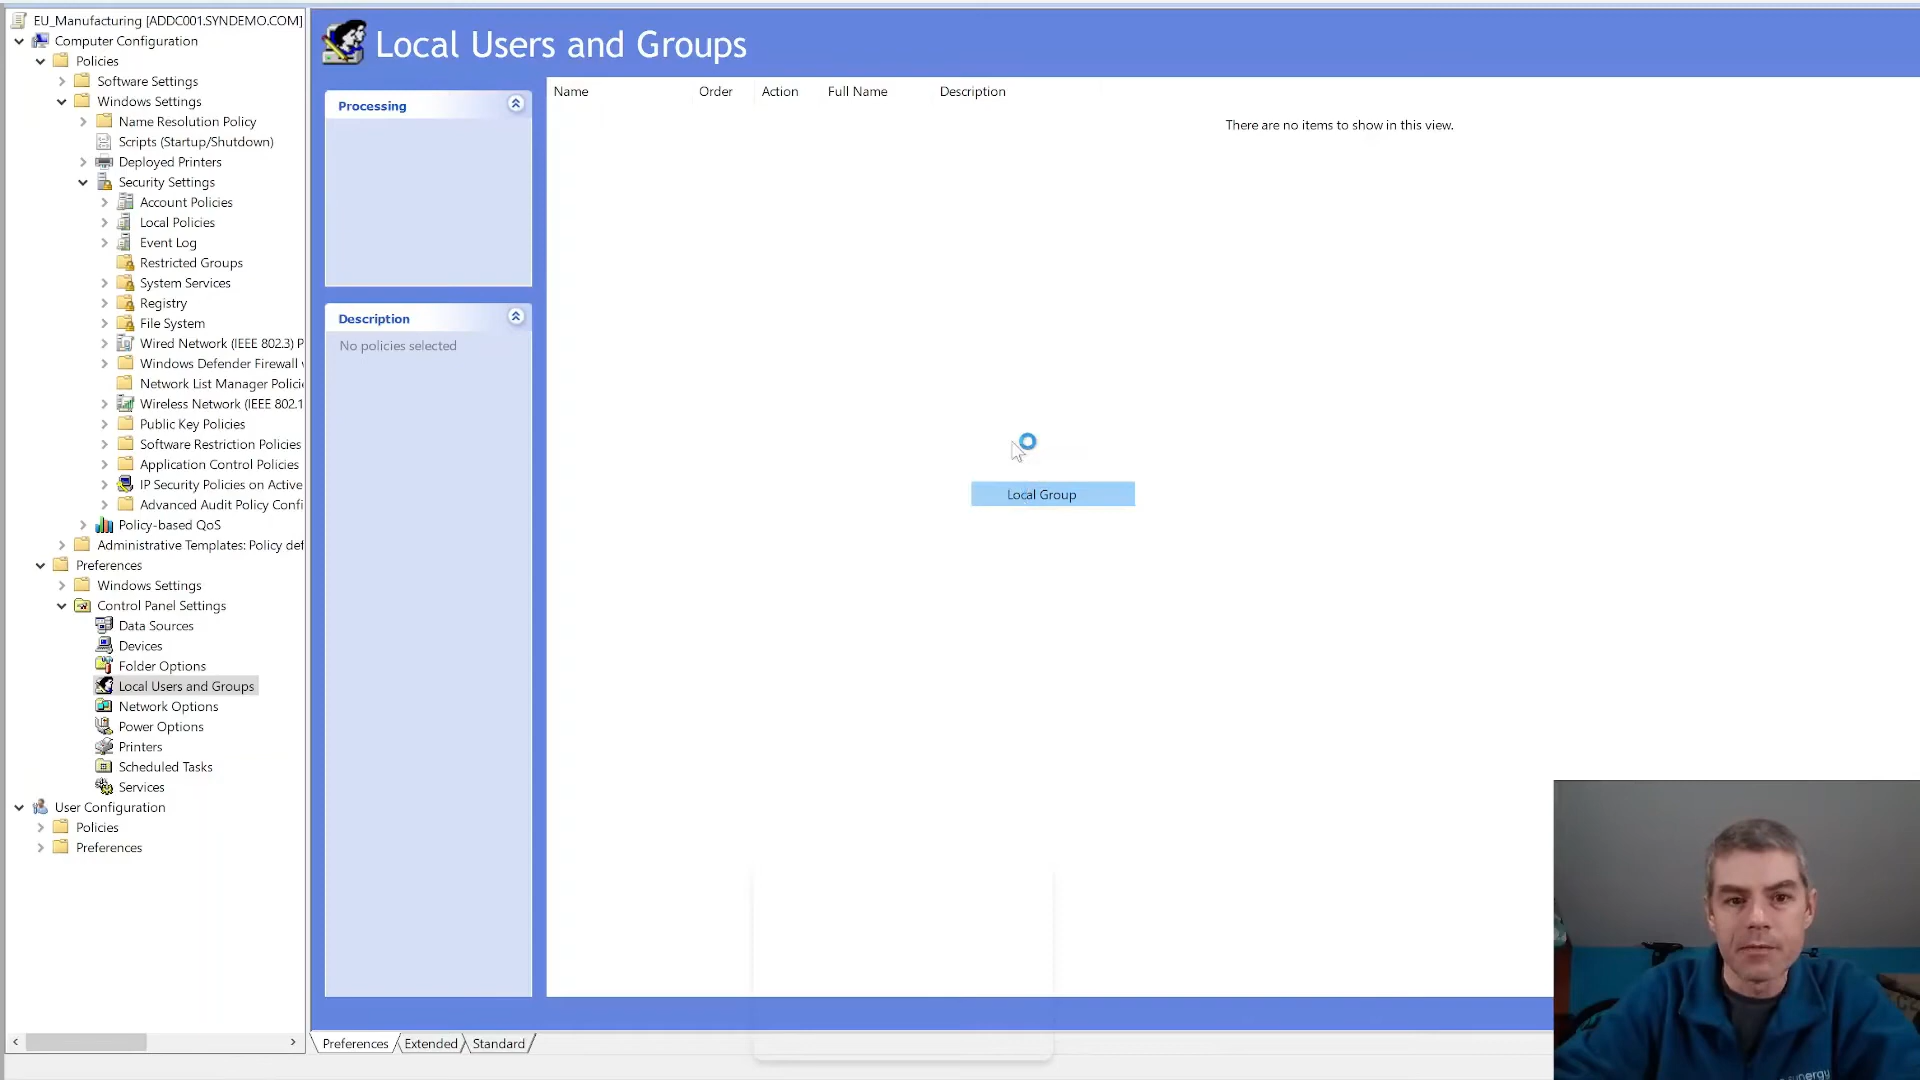 EU_Manufacturing [ADDC001.SYNDEMO.COM]
Computer Configuration
Policies
Software Settings
Windows Settings
Name Resolution Policy
Scripts (Startup/Shutdown)
Deployed Printers
Security Settings
Account Policies
Local Policies
Event Log
Restricted Groups
System Services
Registry
File System
Wired Network (IEEE 802.3) P
Windows Defender Firewall
Network List Manager Polici
Wireless Network (IEEE 802.1
Public Key Policies
Software Restriction Policies
Application Control Policies
IP Security Policies on Active
Advanced Audit Policy Confi
Policy-based QoS
Administrative Templates: Policy def
Preferences
Windows Settings
Control Panel Settings
Data Sources
Devices
Folder Options
Local Users and Groups
Network Options
Power Options
Printers
Scheduled Tasks
Services
User Configuration
Policies
Preferences
Local Users and Groups
Processing
Description
No policies selected
Name Order Action Full Name Description
There are no items to show in this view.
Local Group
Preferences Extended Standard